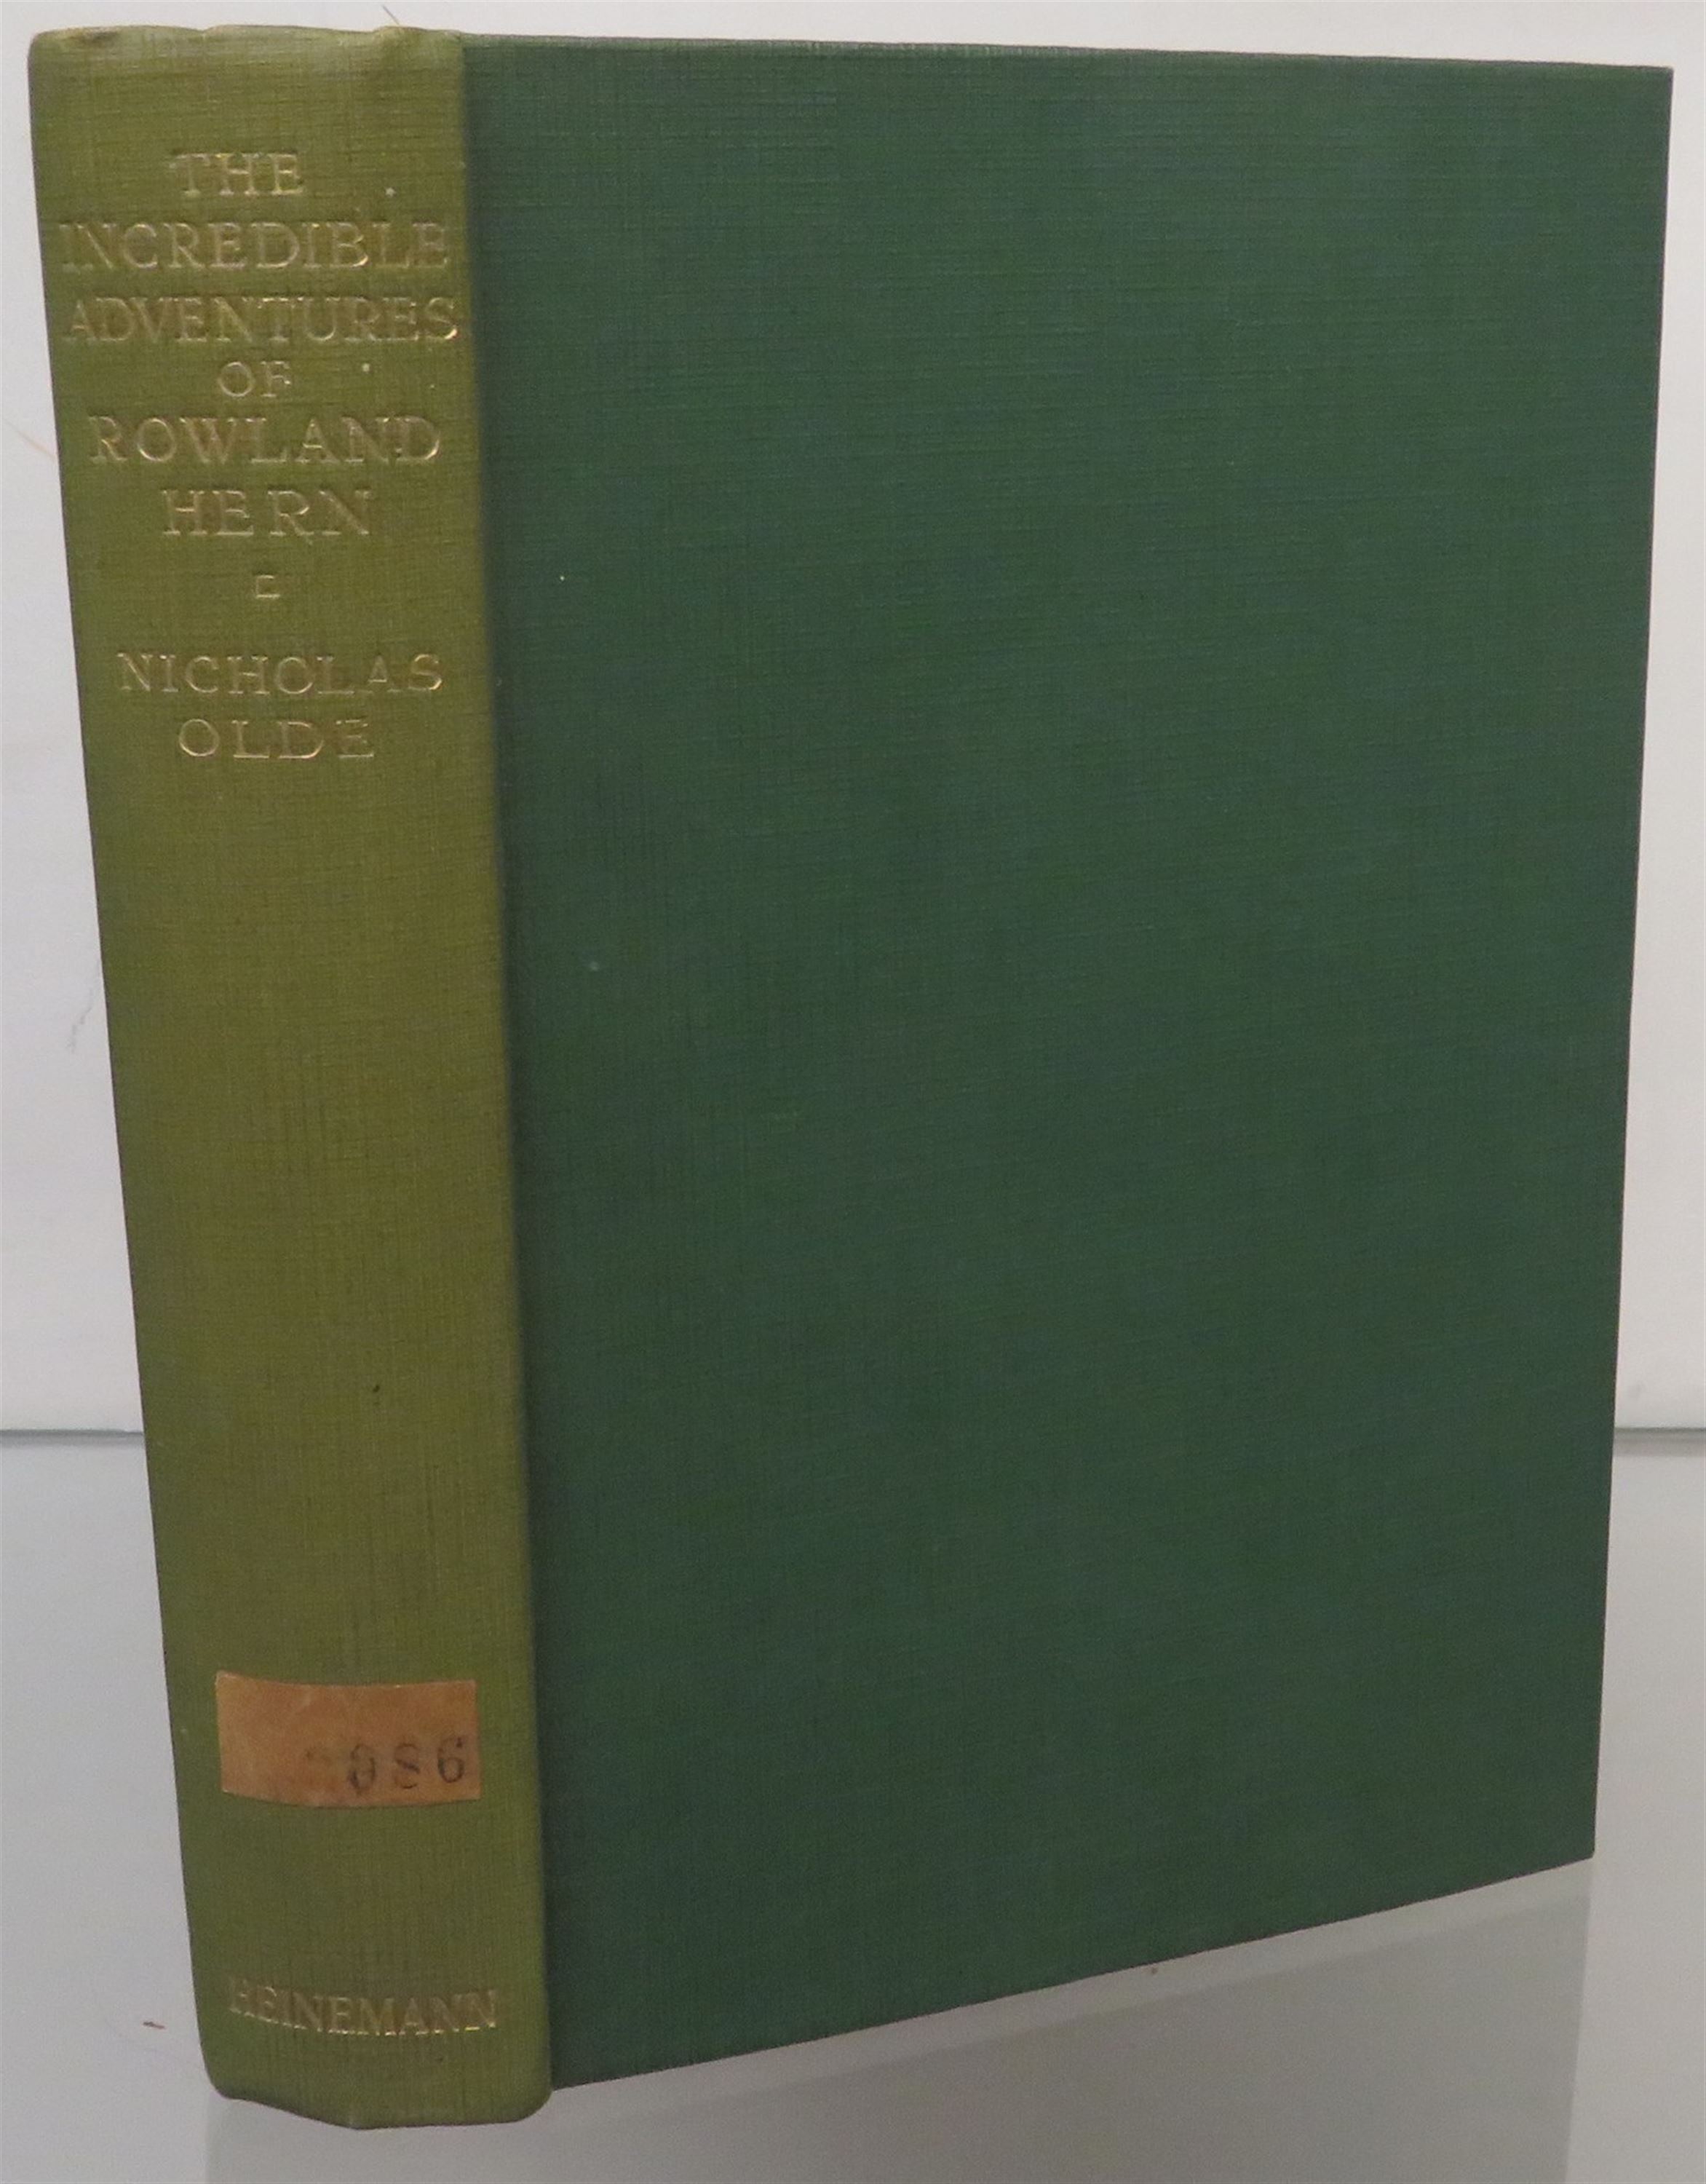 THE
INCREDIBLE
ADVENTURES
OF
ROWLAND
HERN
NICHOLAS
OLDE
HEINEMANN